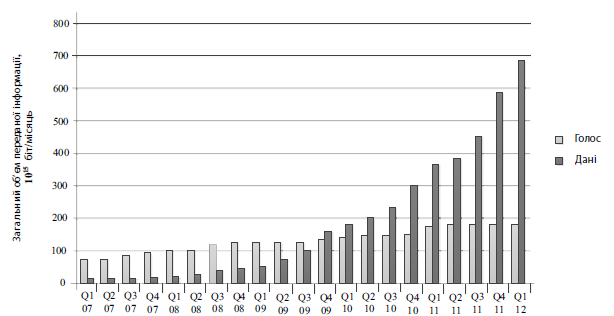 Загальний об'єм переданої інформації,
10¹⁵ біт/місяць
800
700
600
500
400
300
200
100
0
Q1 Q2 Q3 Q4 Q1 Q2 Q3 Q4 Q1 Q2 Q3 Q4 Q1 Q2 Q3 Q4 Q1 Q2 Q3 Q4 Q1
07 07 07 07 08 08 08 08 09 09 09 09 10 10 10 10 11 11 11 11 12
Голос
Дані